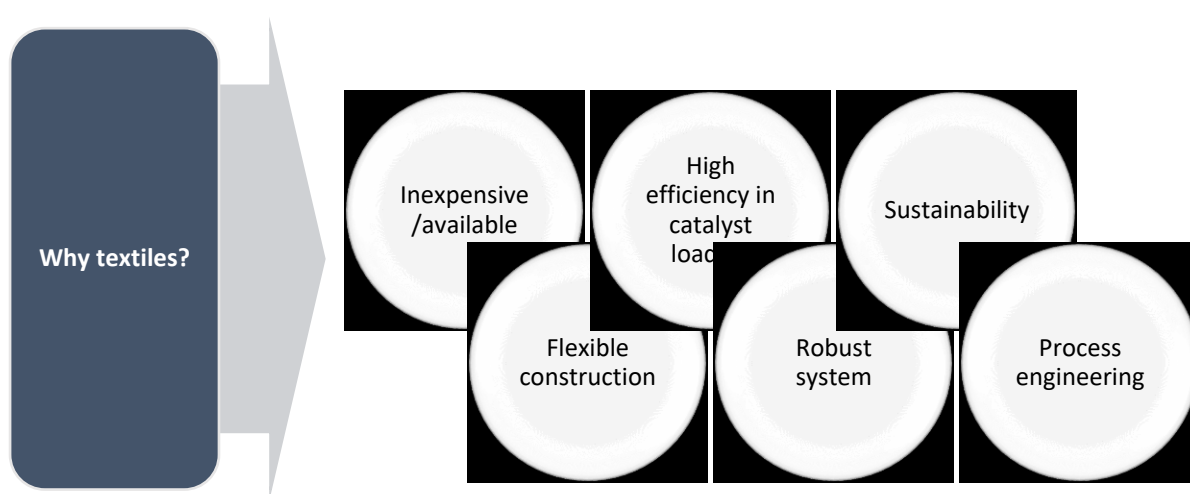 Why textiles?
Inexpensive
/available
High
efficiency in
catalyst
Sustainability
Flexible
construction
Robust
system
Process
engineering